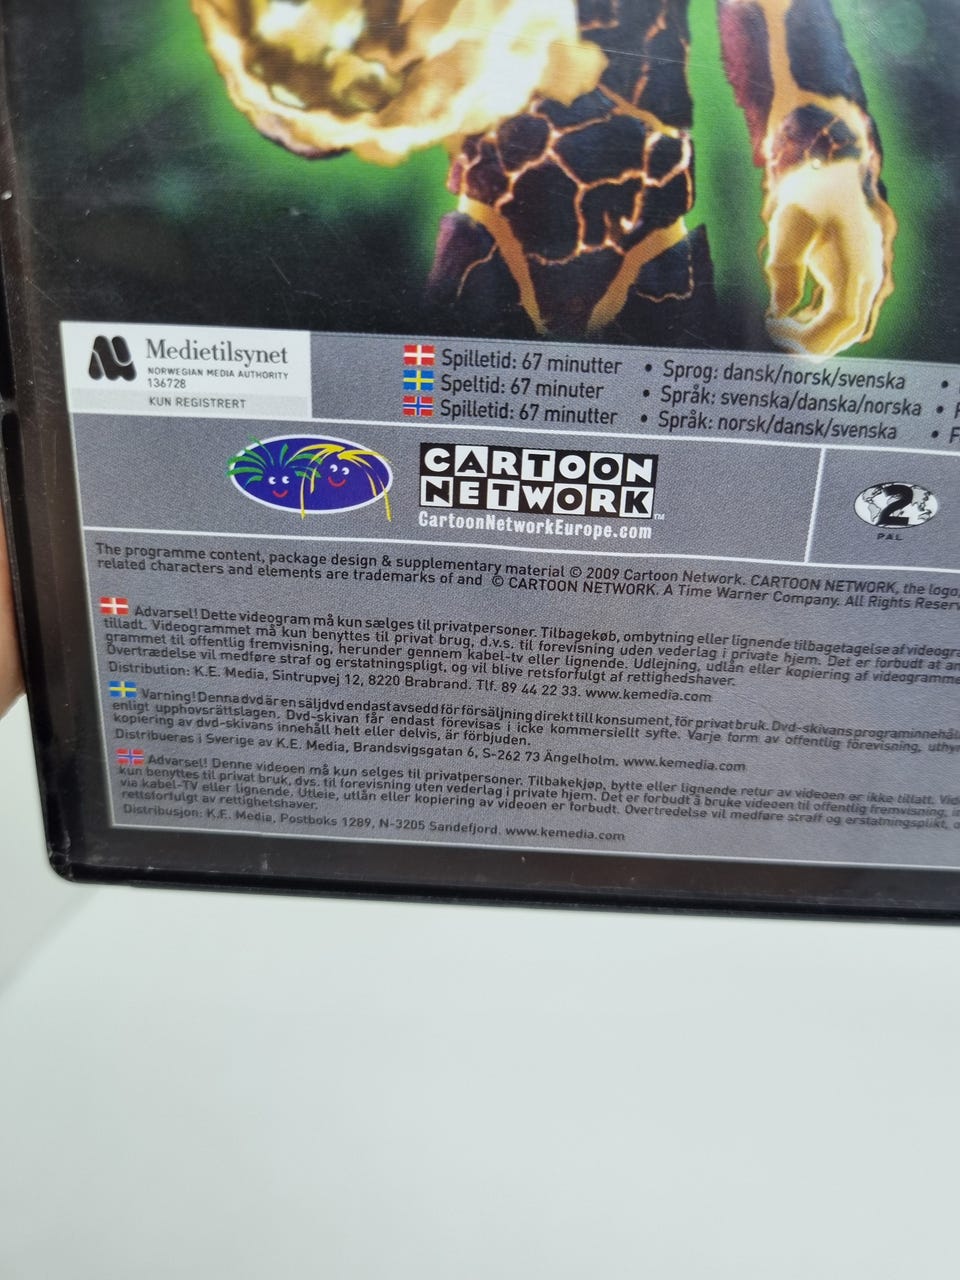 Medietilsynet
NORWEGIAN MEDIA AUTHORITY
136728
KUN REGISTRERT
Spilletid: 67 minutter • Sprog: dansk/norsk/svenska •
Speltid: 67 minuter • Språk: svenska/danska/norska •
Spilletid: 67 minutter • Språk: norsk/dansk/svenska • F
CARTOON
NETWORK™
CartoonNetworkEurope.com
2
PAL
The programme content, package design & supplementary material © 2009 Cartoon Network. CARTOON NETWORK, the logo,
related characters and elements are trademarks of and © CARTOON NETWORK. A Time Warner Company. All Rights Reserv
Advarsel! Dette videogram må kun sælges til privatpersoner. Tilbagekøb, ombytning eller lignende tilbagetagelse af videogra
tilladt. Videogrammet må kun benyttes til privat brug, d.v.s. til forevisning uden vederlag i private hjem. Det er forbudt at an
grammet til offentlig fremvisning, herunder gennem kabel-tv eller lignende. Udlejning, udlån eller kopiering af videogramme
Overtrædelse vil medføre straf og erstatningspligt, og vil blive retsforfulgt af rettighedshaver.
Distribution: K.E. Media, Sintrupvej 12, 8220 Brabrand. Tlf. 89 44 22 33. www.kemedia.com
Varning! Denna dvd är en säljdvd endast avsedd för försäljning direkt till konsument, för privat bruk. Dvd-skivans programinnehåll
enligt upphovsrättslagen. Dvd-skivan får endast förevisas i icke kommersiellt syfte. Varje form av offentlig förevisning, uthyr
kopiering av dvd-skivans innehåll helt eller delvis, är förbjuden.
Distribueras i Sverige av K.E. Media, Brandsvigsgatan 6, S-262 73 Ängelholm. www.kemedia.com
Advarsel! Denne videoen må kun selges til privatpersoner. Tilbakekjøp, bytte eller lignende retur av videoen er ikke tillatt. Vid
kun benyttes til privat bruk, dvs. til forevisning uten vederlag i private hjem. Det er forbudt å bruke videoen til offentlig fremvisning,
via kabel-TV eller lignende. Utleie, utlån eller kopiering av videoen er forbudt. Overtredelse vil medføre straff og erstatningsplikt,
rettsforfulgt av rettighetshaver.
Distribusjon: K.E. Media, Postboks 1289, N-3205 Sandefjord. www.kemedia.com